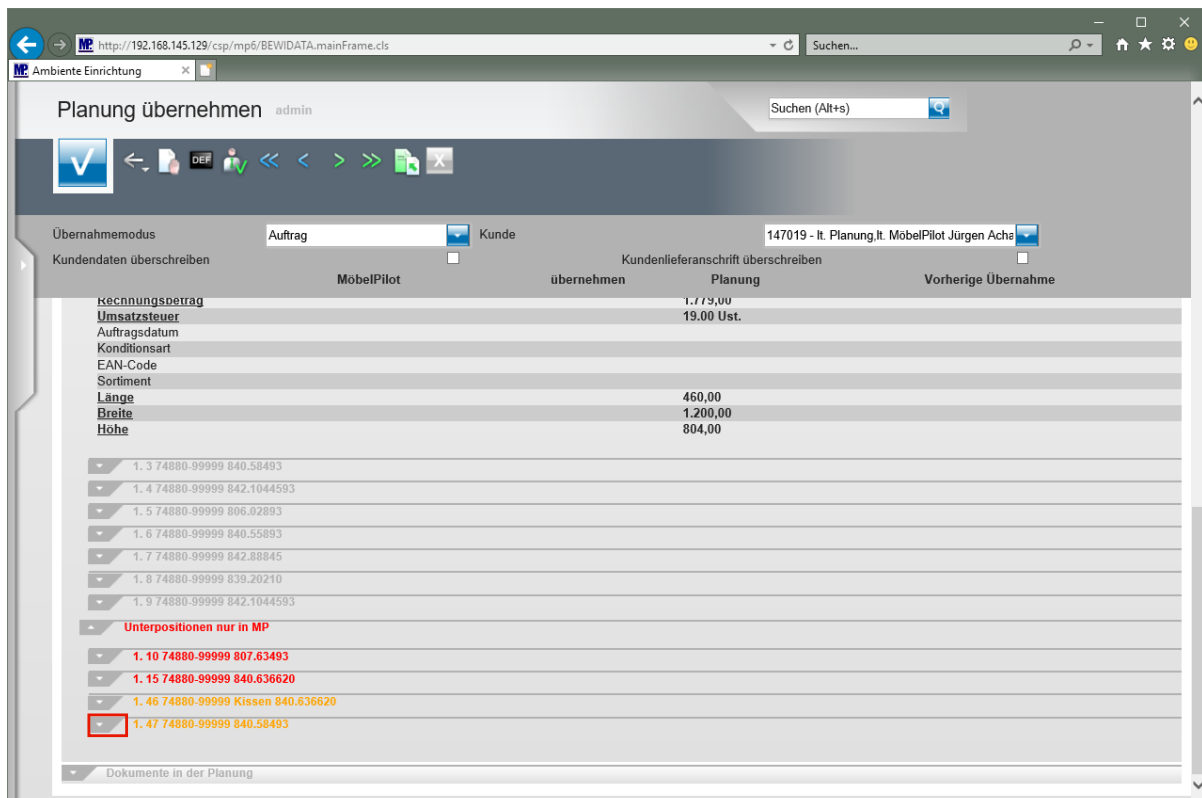 http://192.168.145.129/csp/mp6/BEWIDATA.mainFrame.cls
Suchen...
MP Ambiente Einrichtung
Planung übernehmen admin
Suchen (Alt+s)
DEF
X
Übernahmemodus Auftrag Kunde 147019 - lt. Planung,lt. MöbelPilot Jürgen Acha
Kundendaten überschreiben Kundenlieferanschrift überschreiben
MöbelPilot übernehmen Planung Vorherige Übernahme
Rechnungsbetrag 1.779,00
Umsatzsteuer 19.00 Ust.
Auftragsdatum
Konditionsart
EAN-Code
Sortiment
Länge 460,00
Breite 1.200,00
Höhe 804,00
1. 3 74880-99999 840.58493
1. 4 74880-99999 842.1044593
1. 5 74880-99999 806.02893
1. 6 74880-99999 840.55893
1. 7 74880-99999 842.88845
1. 8 74880-99999 839.20210
1. 9 74880-99999 842.1044593
Unterpositionen nur in MP
1. 10 74880-99999 807.63493
1. 15 74880-99999 840.636620
1. 46 74880-99999 Kissen 840.636620
1. 47 74880-99999 840.58493
Dokumente in der Planung